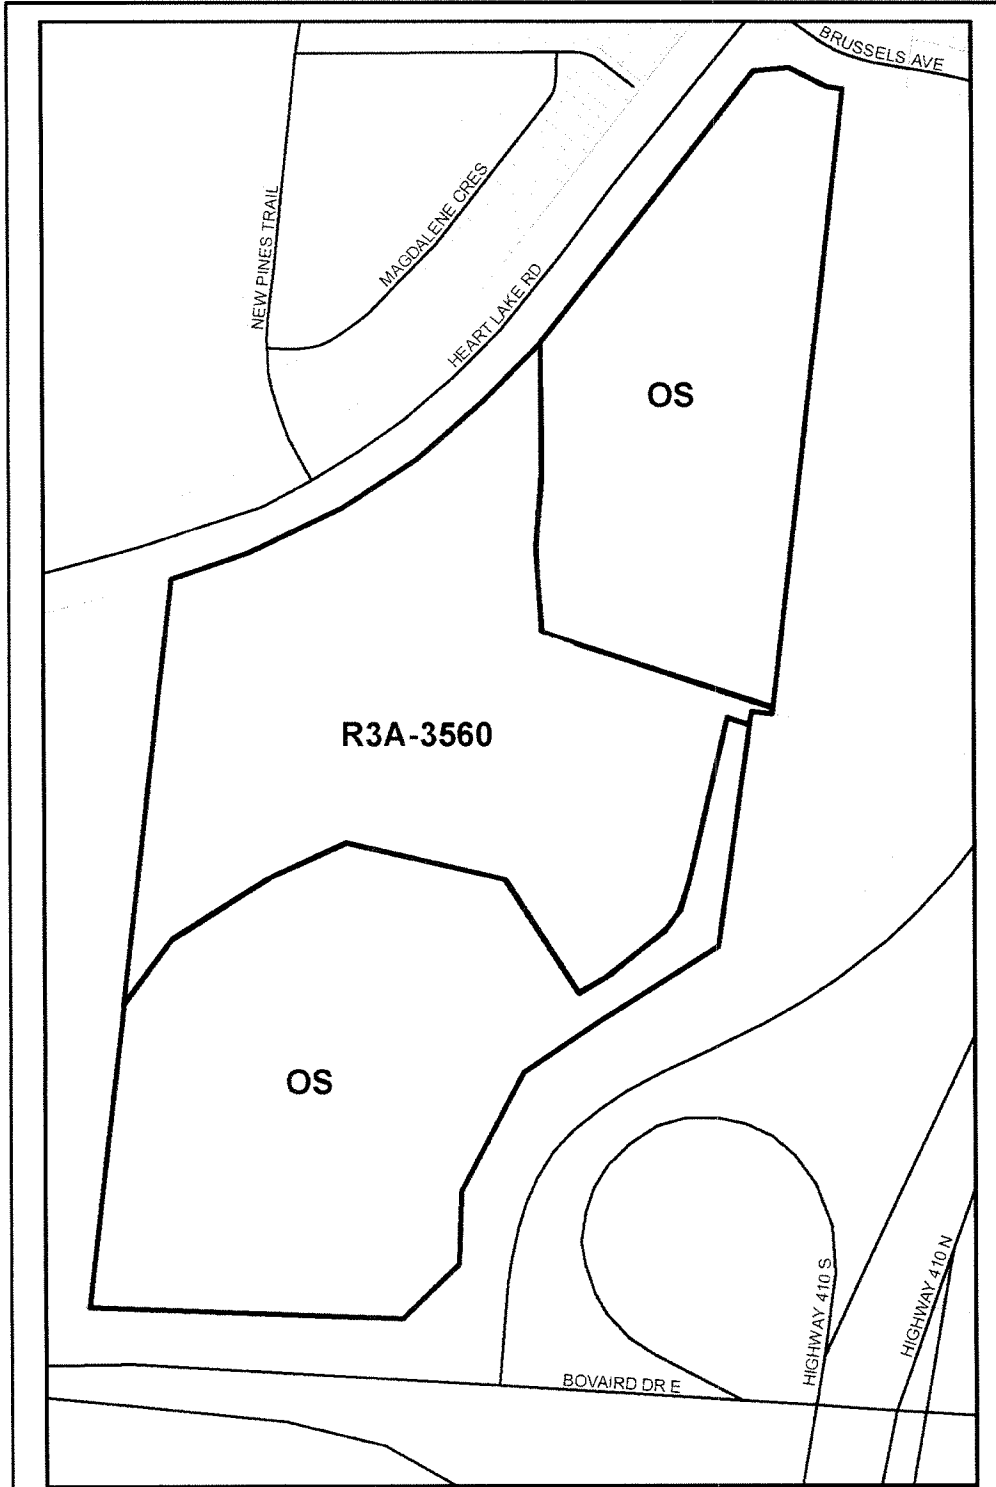 BRUSSELS AVE
NEW PINES TRAIL
MAGDALENE CRES
HEART LAKE RD
OS
R3A-3560
OS
HIGHWAY 410 S
HIGHWAY 410 N
BOVAIRD DR E